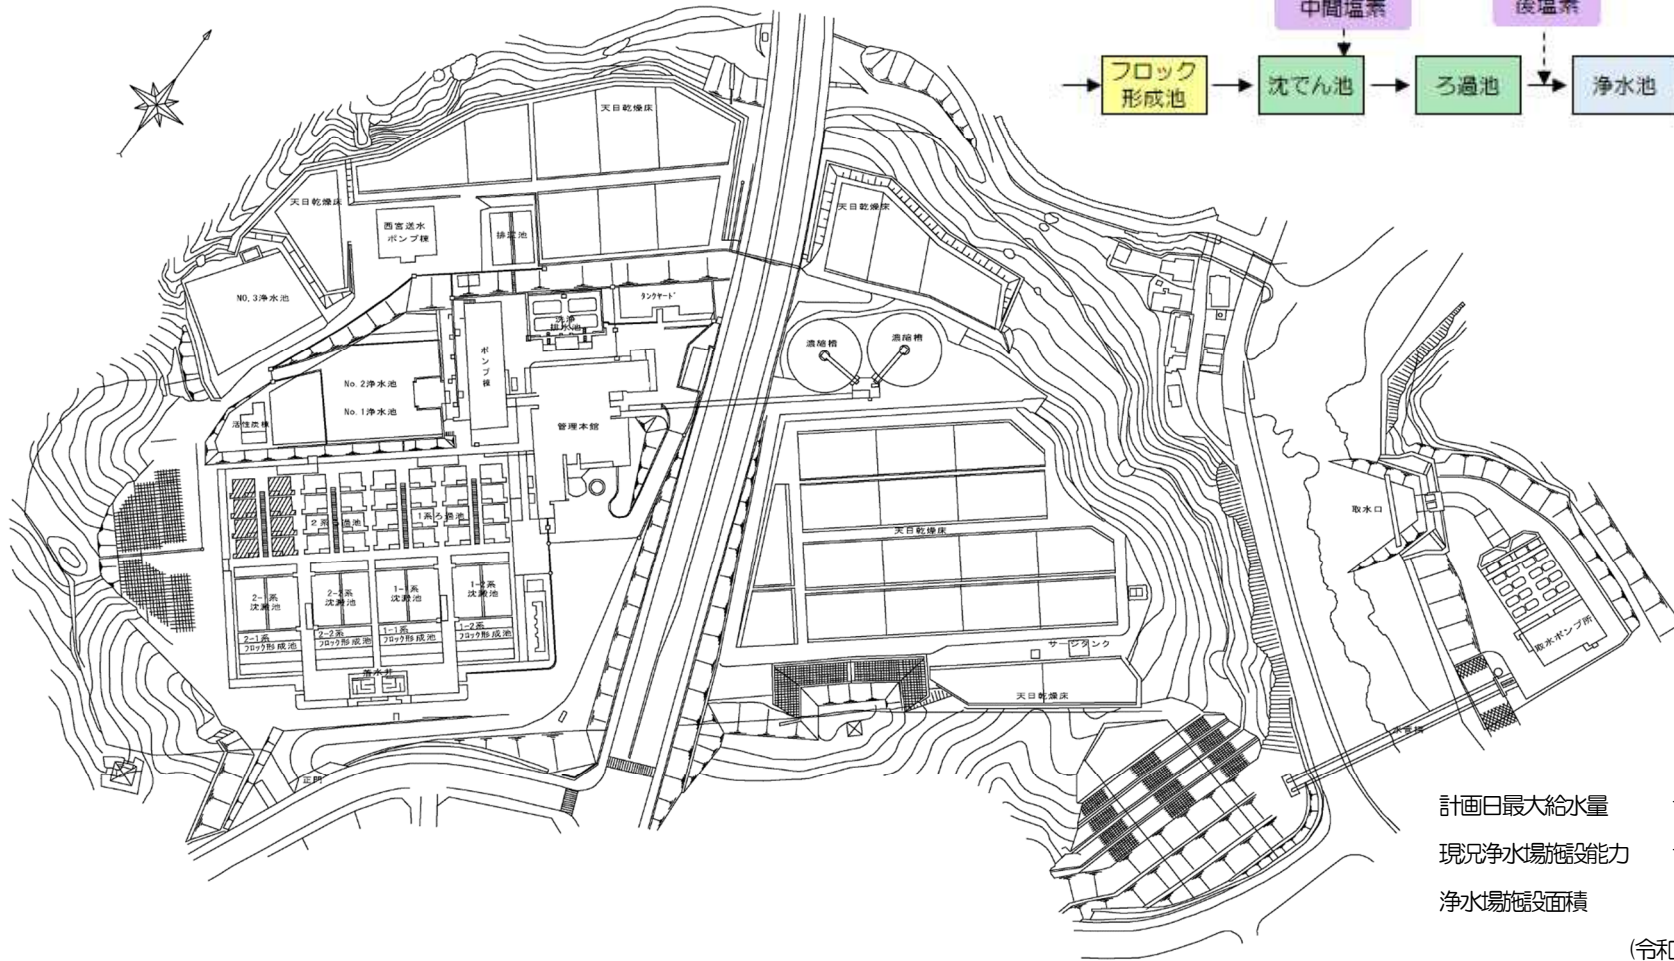 中間塩素
後塩素
フロック
形成池
沈でん池
ろ過池
浄水池
天日乾燥床
天日乾燥床
西宮送水
ポンプ棟
排泥池
天日乾燥床
NO.3浄水池
タンクヤード
洗浄
排水池
濃縮槽
濃縮槽
ポンプ棟
No.2浄水池
No.1浄水池
活性炭棟
管理本館
取水口
2系ろ過池
1系ろ過池
天日乾燥床
2-1系
沈澱池
2-2系
沈澱池
1-1系
沈澱池
1-2系
沈澱池
2-1系
フロック形成池
2-2系
フロック形成池
1-1系
フロック形成池
1-2系
フロック形成池
取水ポンプ所
サージタンク
着水井
天日乾燥床
水管橋
正門
計画日最大給水量
現況浄水場施設能力
浄水場施設面積
(令和